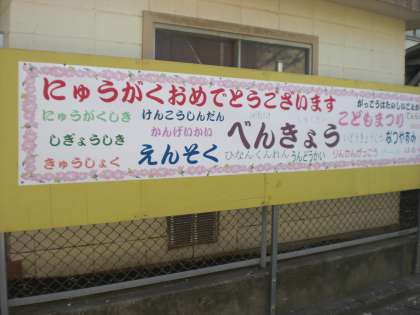 にゅうがくおめでとうございます
がっこうはたのしいことが
にゅうがくしき
けんこうしんだん
こどもまつり
かんげいかい
べんきょう
しぎょうしき
なつやすみ
ひなんくんれん
うんどうかい
りんかんがっこう
きゅうしょく
えんそく